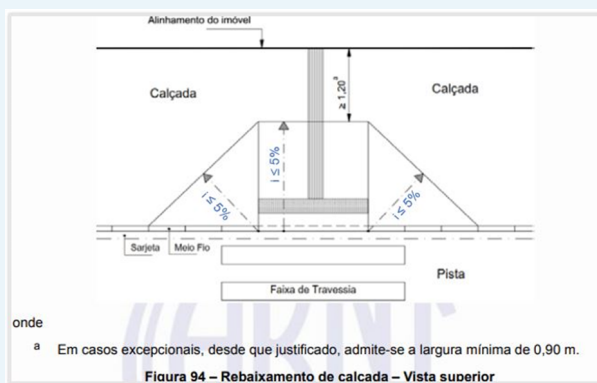 Alinhamento do imóvel
Calçada
≥ 1,20ª
Calçada
i ≤ 5%
i ≤ 5%
i ≤ 5%
Sarjeta
Meio Fio
Pista
Faixa de Travessia
onde
a Em casos excepcionais, desde que justificado, admite-se a largura mínima de 0,90 m.
Figura 94 – Rebaixamento de calçada – Vista superior